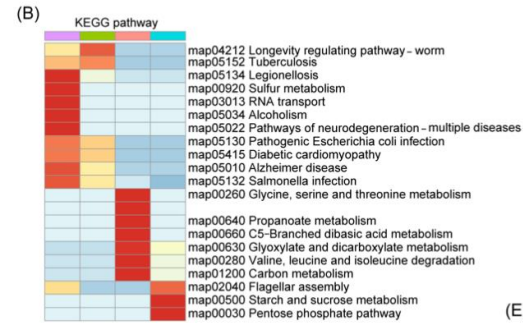 (B)
KEGG pathway
map04212 Longevity regulating pathway – worm
map05152 Tuberculosis
map05134 Legionellosis
map00920 Sulfur metabolism
map03013 RNA transport
map05034 Alcoholism
map05022 Pathways of neurodegeneration – multiple diseases
map05130 Pathogenic Escherichia coli infection
map05415 Diabetic cardiomyopathy
map05010 Alzheimer disease
map05132 Salmonella infection
map00260 Glycine, serine and threonine metabolism
map00640 Propanoate metabolism
map00660 C5-Branched dibasic acid metabolism
map00630 Glyoxylate and dicarboxylate metabolism
map00280 Valine, leucine and isoleucine degradation
map01200 Carbon metabolism
map02040 Flagellar assembly
map00500 Starch and sucrose metabolism
map00030 Pentose phosphate pathway
(E